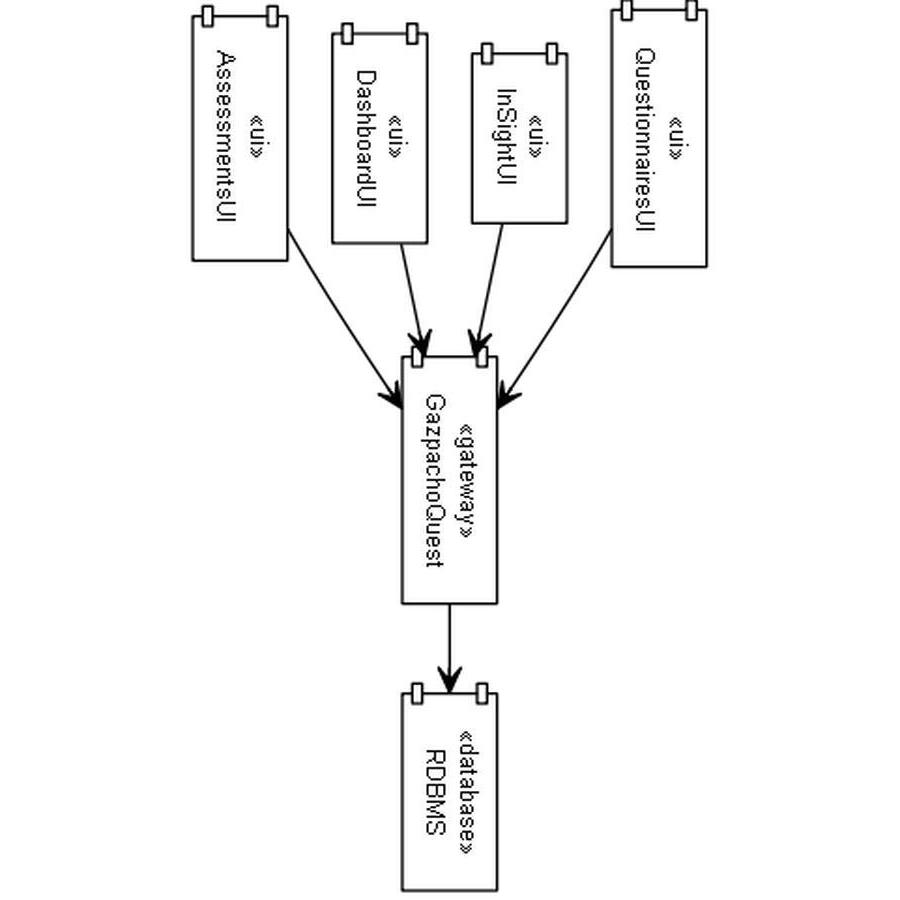 «ui»
AssessmentsUI
«ui»
DashboardUI
«ui»
InSightUI
«ui»
QuestionnairesUI
«gateway»
GazpachoQuest
«database»
RDBMS